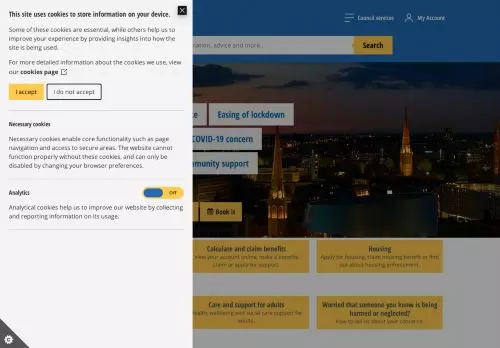 This site uses cookies to store information on your device.
Some of these cookies are essential, while others help us to
improve your experience by providing insights into how the
site is being used.
For more detailed information about the cookies we use, view
our cookies page
I accept
I do not accept
Necessary cookies
Necessary cookies enable core functionality such as page
navigation and access to secure areas. The website cannot
function properly without these cookies, and can only be
disabled by changing your browser preferences.
Analytics
Off
Analytical cookies help us to improve our website by collecting
and reporting information on its usage.
Council services
My Account
advice and more...
Search
Easing of lockdown
COVID-19 concern
support
Book it
Calculate and claim benefits
View your account online, make a benefits
claim or apply for support.
Housing
Apply for housing, claim housing benefit or find
out about housing enforcement.
Care and support for adults
wellbeing and social care support for
adults.
Worried that someone you know is being
harmed or neglected?
How to tell us about your concerns.